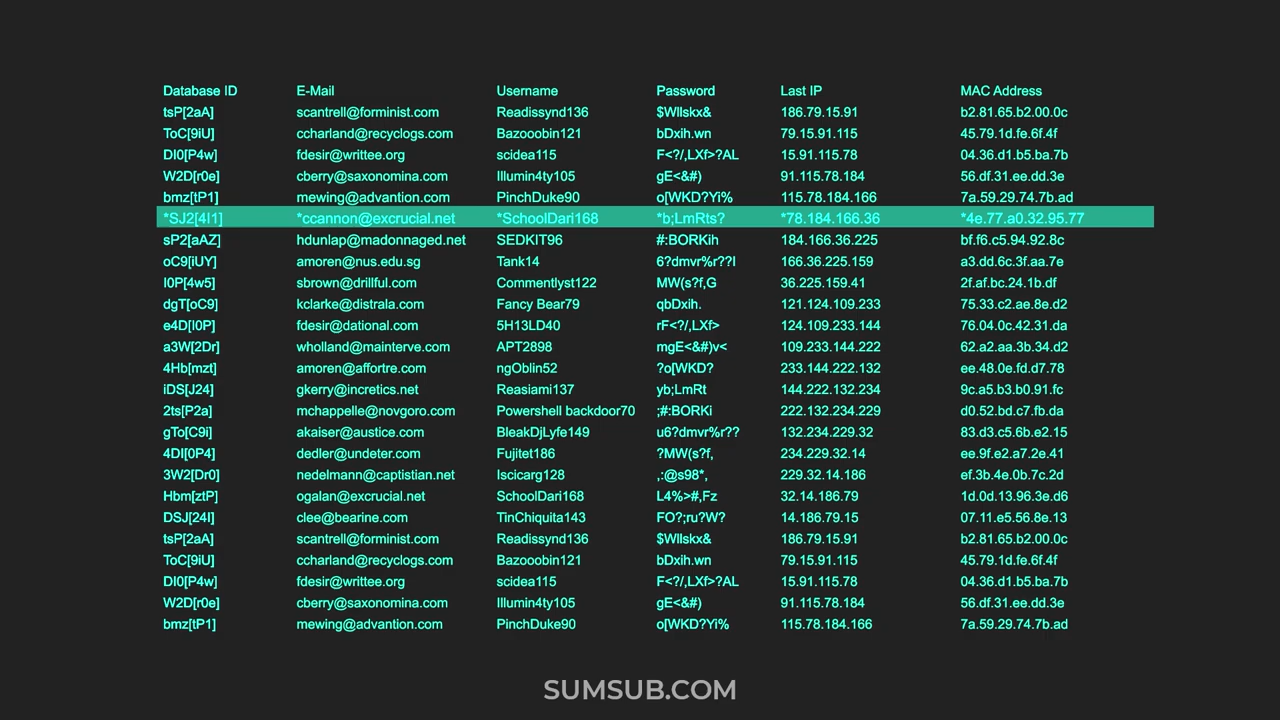 Database ID E-Mail Username Password Last IP MAC Address
tsP[2aA] scantrell@forminist.com Readissynd136 $Wllskx& 186.79.15.91 b2.81.65.b2.00.0c
ToC[9iU] ccharland@recyclogs.com Bazooobin121 bDxih.wn 79.15.91.115 45.79.1d.fe.6f.4f
DI0[P4w] fdesir@writtee.org scidea115 F<?/,LXf>?AL 15.91.115.78 04.36.d1.b5.ba.7b
W2D[r0e] cberry@saxonomina.com Illumin4ty105 gE<&#) 91.115.78.184 56.df.31.ee.dd.3e
bmz[tP1] mewing@advantion.com PinchDuke90 o[WKD?Yi% 115.78.184.166 7a.59.29.74.7b.ad
*SJ2[4I1] *ccannon@excrucial.net *SchoolDari168 *b;LmRts? *78.184.166.36 *4e.77.a0.32.95.77
sP2[aAZ] hdunlap@madonnaged.net SEDKIT96 #:BORKih 184.166.36.225 bf.f6.c5.94.92.8c
oC9[iUY] amoren@nus.edu.sg Tank14 6?dmvr%r??I 166.36.225.159 a3.dd.6c.3f.aa.7e
I0P[4w5] sbrown@drillful.com Commentlyst122 MW(s?f,G 36.225.159.41 2f.af.bc.24.1b.df
dgT[oC9] kclarke@distrala.com Fancy Bear79 qbDxih. 121.124.109.233 75.33.c2.ae.8e.d2
e4D[I0P] fdesir@dational.com 5H13LD40 rF<?/,LXf> 124.109.233.144 76.04.0c.42.31.da
a3W[2Dr] wholland@mainterve.com APT2898 mgE<&#)v< 109.233.144.222 62.a2.aa.3b.34.d2
4Hb[mzt] amoren@affortre.com ngOblin52 ?o[WKD? 233.144.222.132 ee.48.0e.fd.d7.78
iDS[J24] gkerry@incretics.net Reasiami137 yb;LmRt 144.222.132.234 9c.a5.b3.b0.91.fc
2ts[P2a] mchappelle@novgoro.com Powershell backdoor70 ;#:BORKi 222.132.234.229 d0.52.bd.c7.fb.da
gTo[C9i] akaiser@austice.com BleakDjLyfe149 u6?dmvr%r?? 132.234.229.32 83.d3.c5.6b.e2.15
4DI[0P4] dedler@undeter.com Fujitet186 ?MW(s?f, 234.229.32.14 ee.9f.e2.a7.2e.41
3W2[Dr0] nedelmann@captistian.net Iscicarg128 ,:@s98*, 229.32.14.186 ef.3b.4e.0b.7c.2d
Hbm[ztP] ogalan@excrucial.net SchoolDari168 L4%>#,Fz 32.14.186.79 1d.0d.13.96.3e.d6
DSJ[24I] clee@bearine.com TinChiquita143 FO?;ru?W? 14.186.79.15 07.11.e5.56.8e.13
tsP[2aA] scantrell@forminist.com Readissynd136 $Wllskx& 186.79.15.91 b2.81.65.b2.00.0c
ToC[9iU] ccharland@recyclogs.com Bazooobin121 bDxih.wn 79.15.91.115 45.79.1d.fe.6f.4f
DI0[P4w] fdesir@writtee.org scidea115 F<?/,LXf>?AL 15.91.115.78 04.36.d1.b5.ba.7b
W2D[r0e] cberry@saxonomina.com Illumin4ty105 gE<&#) 91.115.78.184 56.df.31.ee.dd.3e
bmz[tP1] mewing@advantion.com PinchDuke90 o[WKD?Yi% 115.78.184.166 7a.59.29.74.7b.ad
SUMSUB.COM